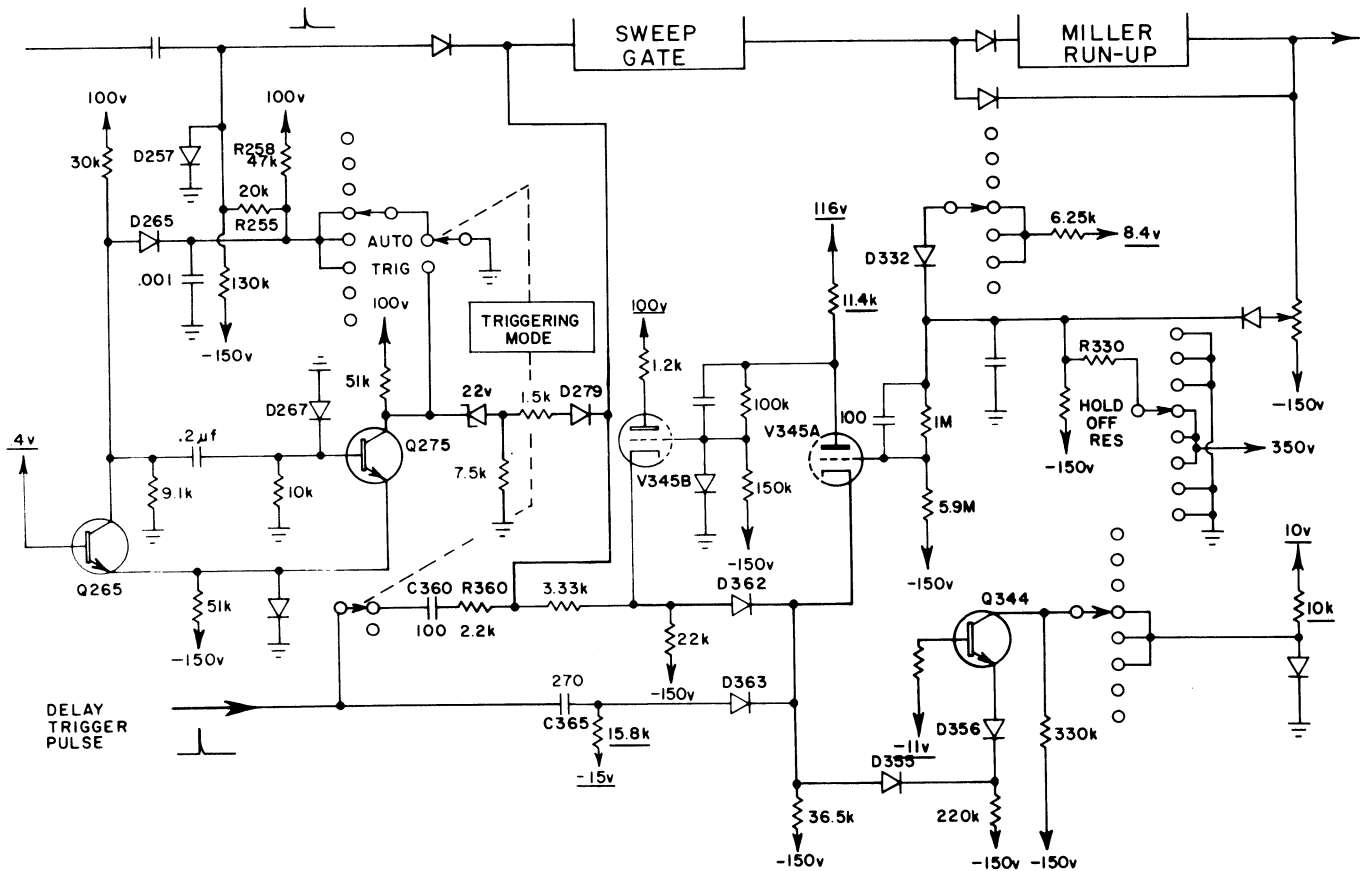 SWEEP
GATE
MILLER
RUN-UP
100v
100v
30k
D257
R258
47k
20k
R255
D265
AUTO
TRIG
.001
130k
-150v
100v
TRIGGERING
MODE
116v
11.4k
D332
6.25k
8.4v
100v
1.2k
51k
22v
1.5k
D279
D267
.2µf
Q275
.4v
9.1k
10k
7.5k
100k
V345A
100
1M
V345B
150k
-150v
5.9M
-150v
R330
HOLD
OFF
RES
-150v
350v
-150v
Q265
51k
-150v
C360
100
R360
2.2k
3.33k
22k
-150v
D362
Q344
10v
10k
DELAY
TRIGGER
PULSE
270
C365
15.8k
-15v
D363
-11v
D356
D355
330k
36.5k
220k
-150v
-150v
-150v